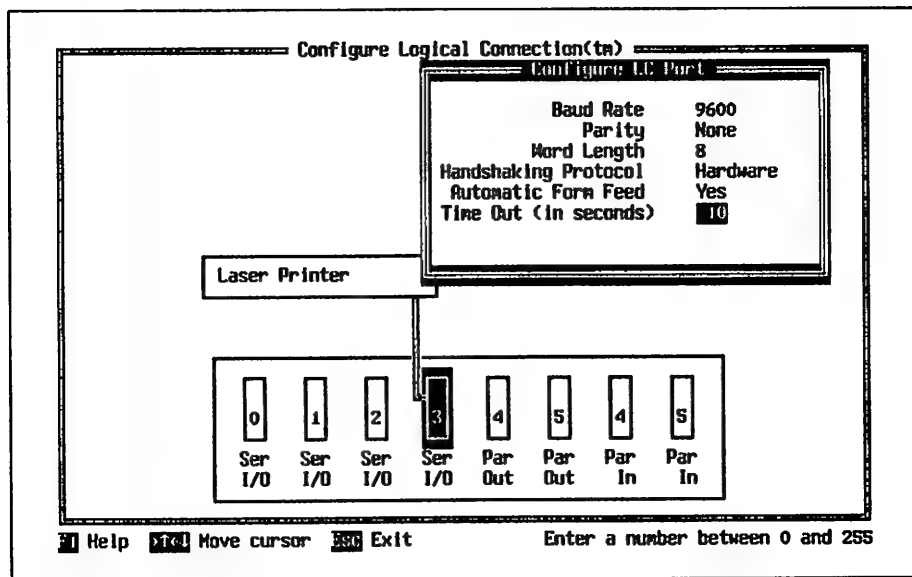 Configure Logical Connection(tm)
Configure LC Port
Baud Rate 9600
Parity None
Word Length 8
Handshaking Protocol Hardware
Automatic Form Feed Yes
Time Out (in seconds) 10
Laser Printer
0 1 2 3 4 5 4 5
Ser Ser Ser Ser Par Par Par Par
I/O I/O I/O I/O Out Out In In
F1 Help Move cursor ESC Exit Enter a number between 0 and 255